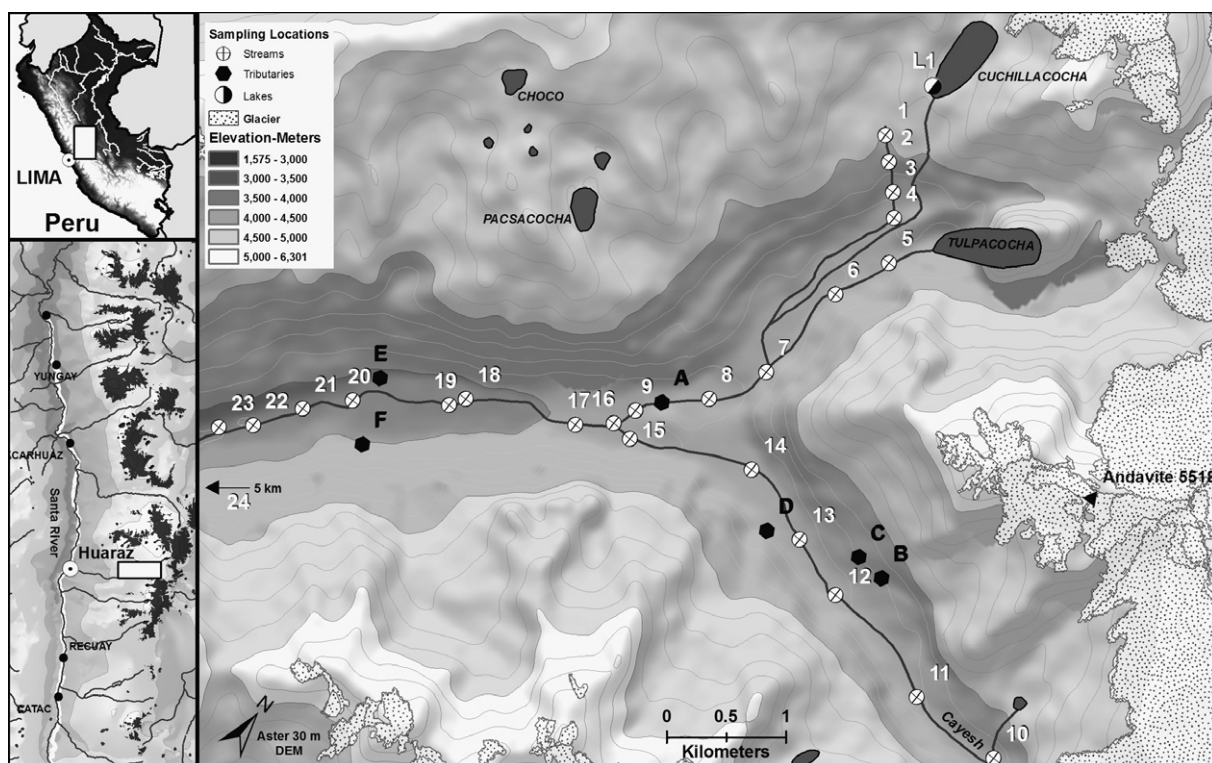 LIMA
Peru
YUNGAY
CARHUAZ
Santa River
Huaraz
RECUAY
CATAC
Sampling Locations
Streams
Tributaries
Lakes
Glacier
Elevation-Meters
1,575 - 3,000
3,000 - 3,500
3,500 - 4,000
4,000 - 4,500
4,500 - 5,000
5,000 - 6,301
CHOCO
PACSACOCHA
L1
CUCHILLACOCHA
1
2
3
4
5
TULPACOCHA
6
7
8
A
9
E
18
19
20
21
22
23
17
16
15
F
14
5 km
24
Andavite 5518
D
13
C
B
12
11
Cayesh
10
N
Aster 30 m
DEM
0 0.5 1
Kilometers